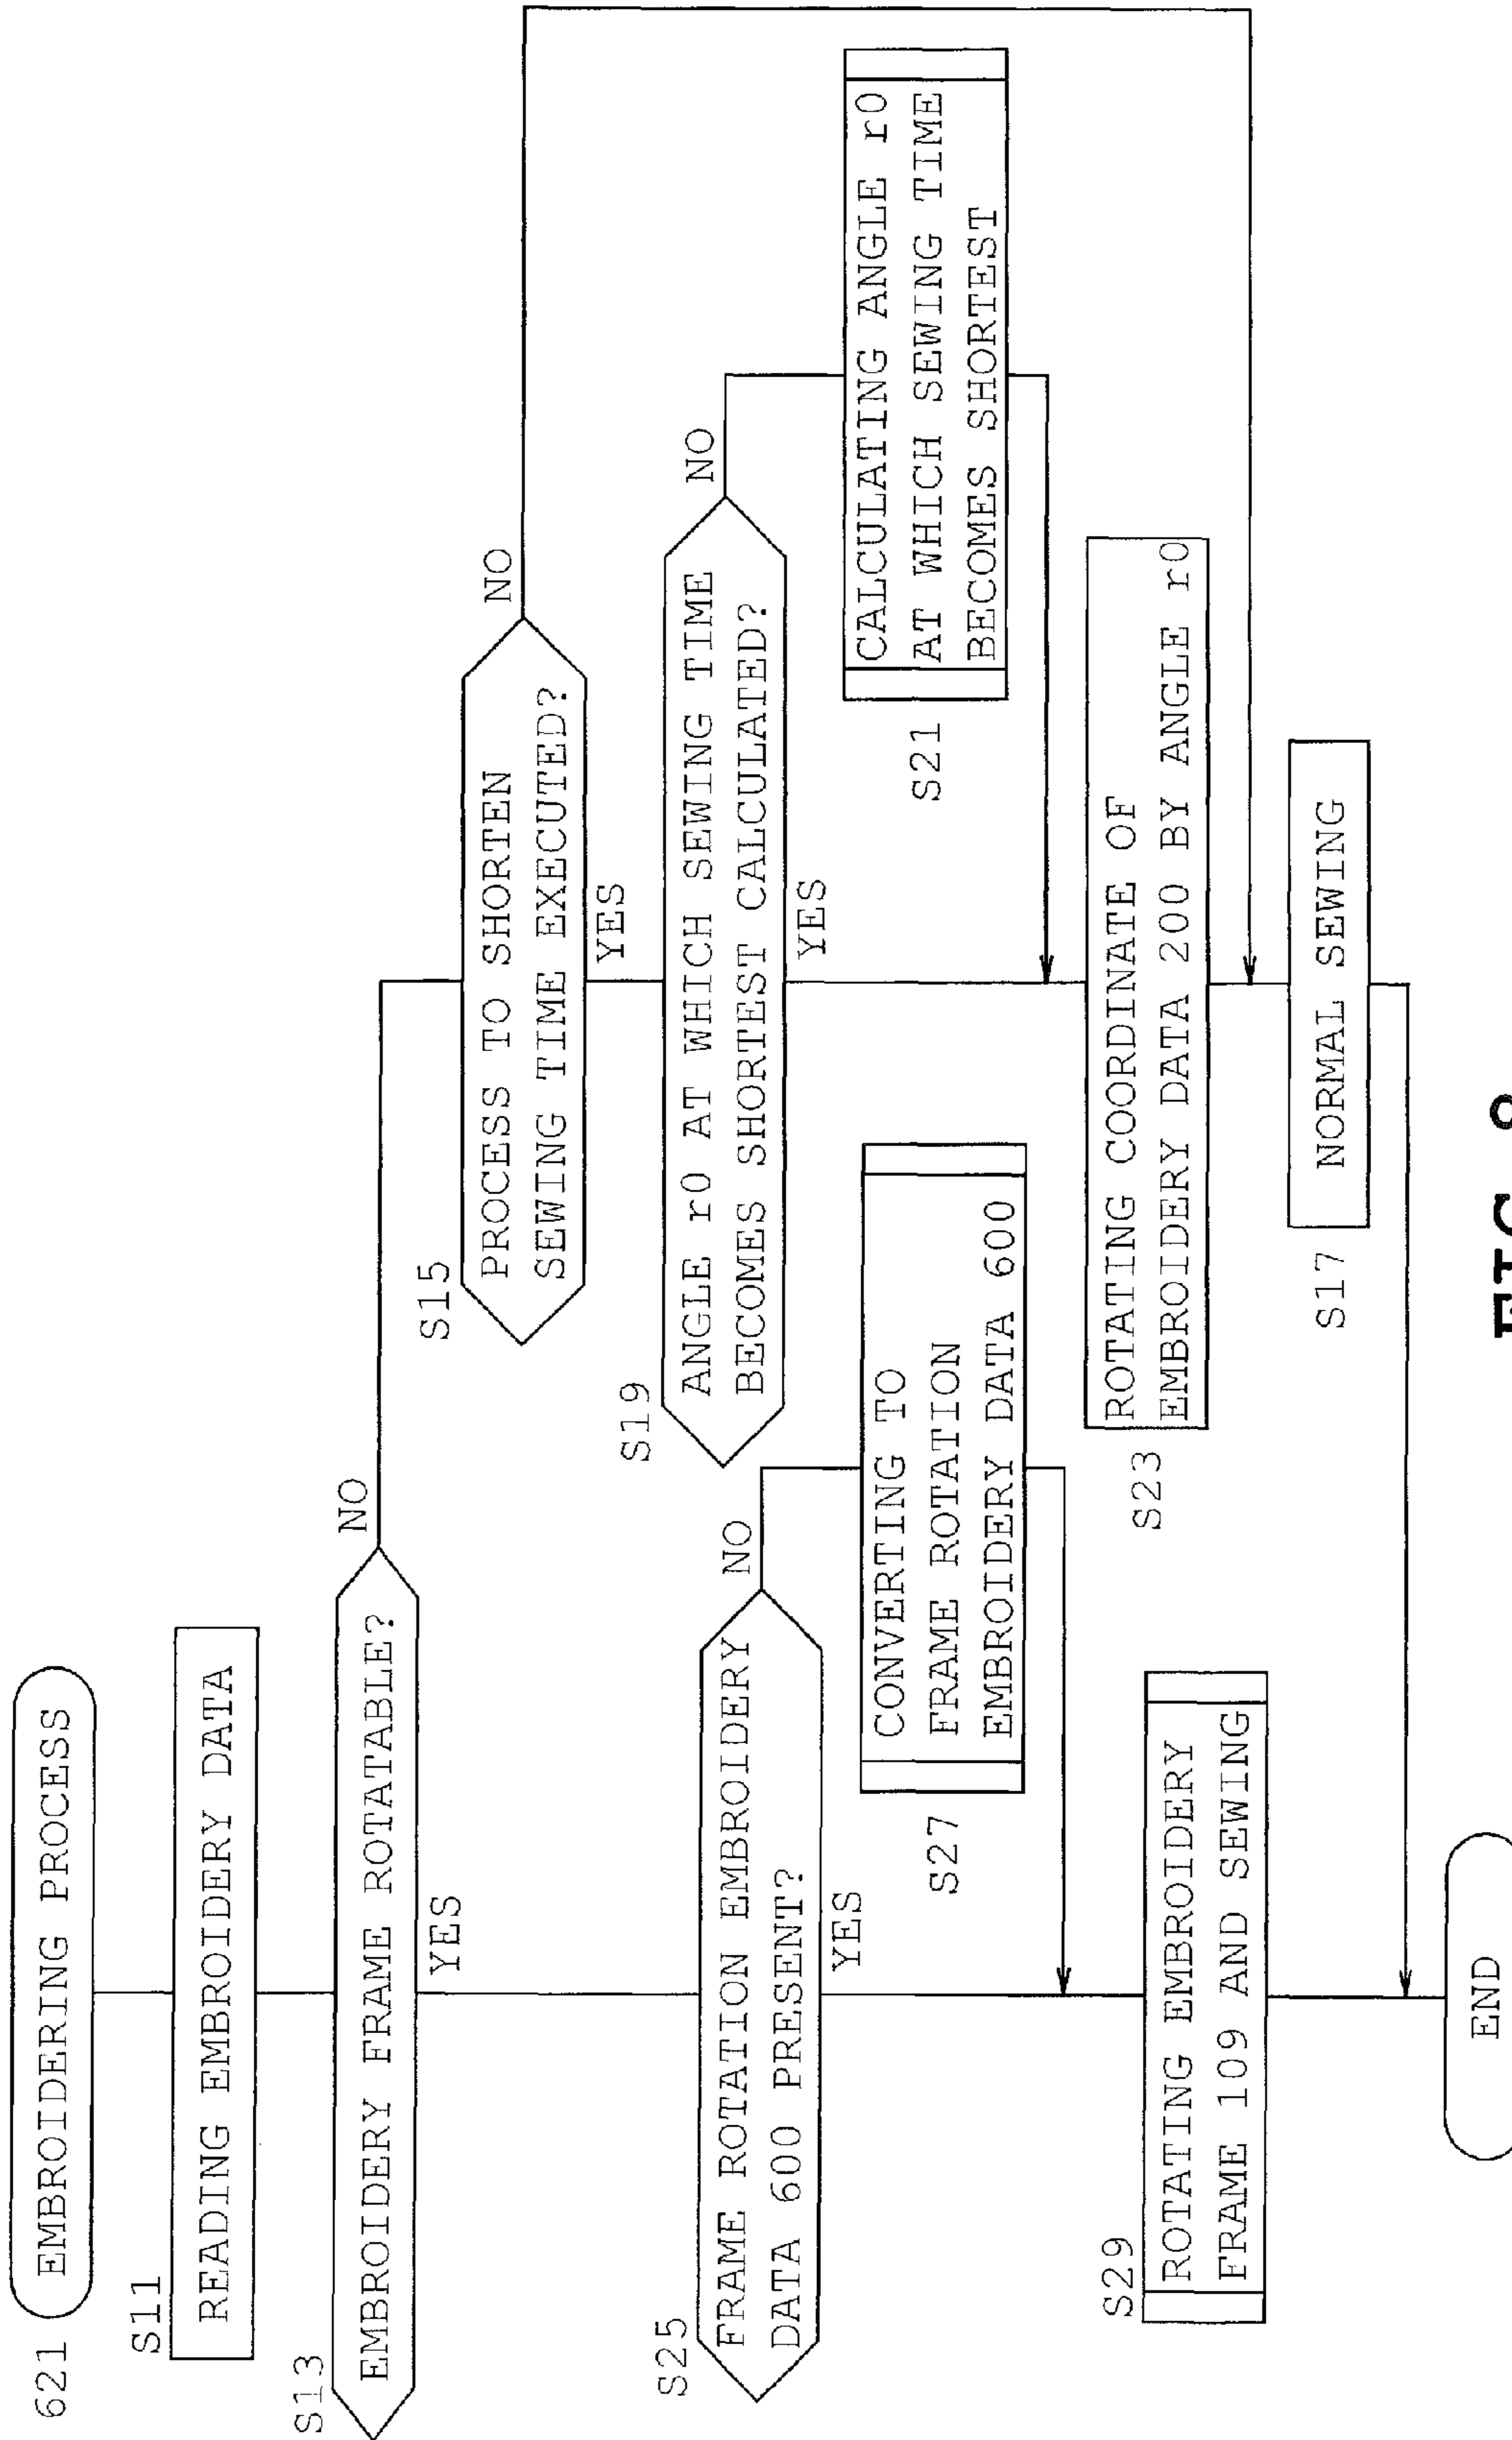 621 EMBROIDERING PROCESS
S11
READING EMBROIDERY DATA
S13
EMBROIDERY FRAME ROTATABLE?
NO
YES
S15
PROCESS TO SHORTEN
SEWING TIME EXECUTED?
NO
YES
S19
ANGLE r0 AT WHICH SEWING TIME
BECOMES SHORTEST CALCULATED?
NO
YES
S21
CALCULATING ANGLE r0
AT WHICH SEWING TIME
BECOMES SHORTEST
S25
FRAME ROTATION EMBROIDERY
DATA 600 PRESENT?
NO
YES
S27
CONVERTING TO
FRAME ROTATION
EMBROIDERY DATA 600
S23
ROTATING COORDINATE OF
EMBROIDERY DATA 200 BY ANGLE r0
S29
ROTATING EMBROIDERY
FRAME 109 AND SEWING
S17
NORMAL SEWING
END
FIG.